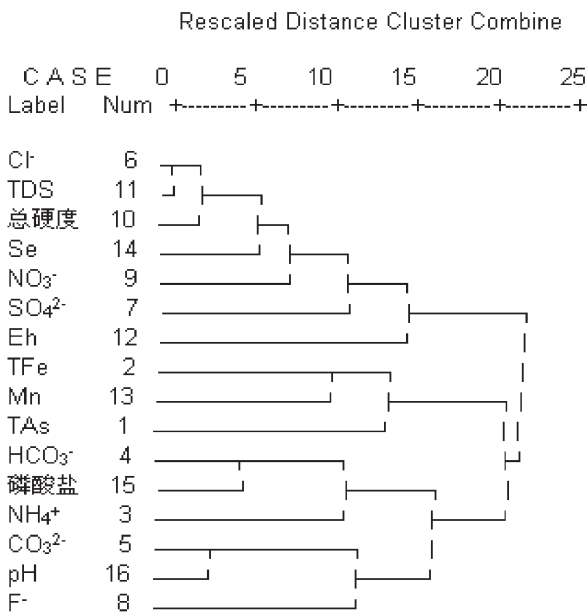 Rescaled Distance Cluster Combine
C A S E 0 5 10 15 20 25
Label Num +---------+---------+---------+---------+---------+
Cl⁻ 6
TDS 11
总硬度 10
Se 14
NO₃⁻ 9
SO₄²⁻ 7
Eh 12
TFe 2
Mn 13
TAs 1
HCO₃⁻ 4
磷酸盐 15
NH₄⁺ 3
CO₃²⁻ 5
pH 16
F⁻ 8